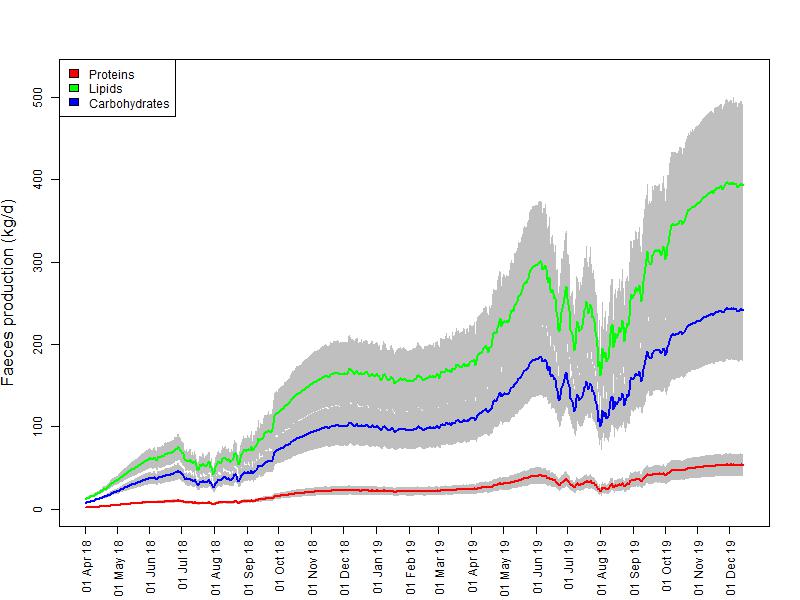 Proteins
Lipids
Carbohydrates
Faeces production (kg/d)
500
400
300
200
100
0
01 Apr 18
01 May 18
01 Jun 18
01 Jul 18
01 Aug 18
01 Sep 18
01 Oct 18
01 Nov 18
01 Dec 18
01 Jan 19
01 Feb 19
01 Mar 19
01 Apr 19
01 May 19
01 Jun 19
01 Jul 19
01 Aug 19
01 Sep 19
01 Oct 19
01 Nov 19
01 Dec 19